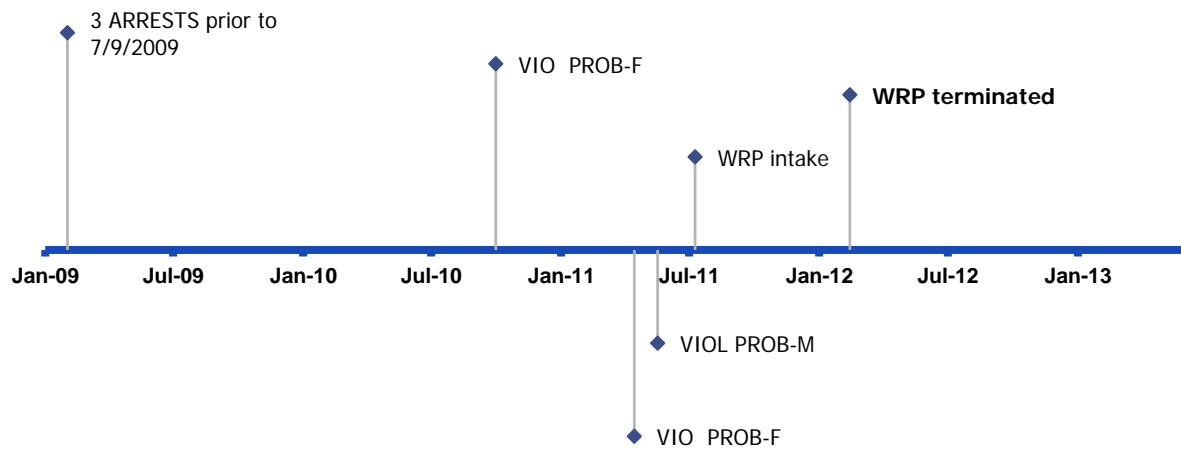 3 ARRESTS prior to
7/9/2009
VIO  PROB-F
WRP terminated
WRP intake
Jan-09 Jul-09 Jan-10 Jul-10 Jan-11 Jul-11 Jan-12 Jul-12 Jan-13
VIOL PROB-M
VIO  PROB-F